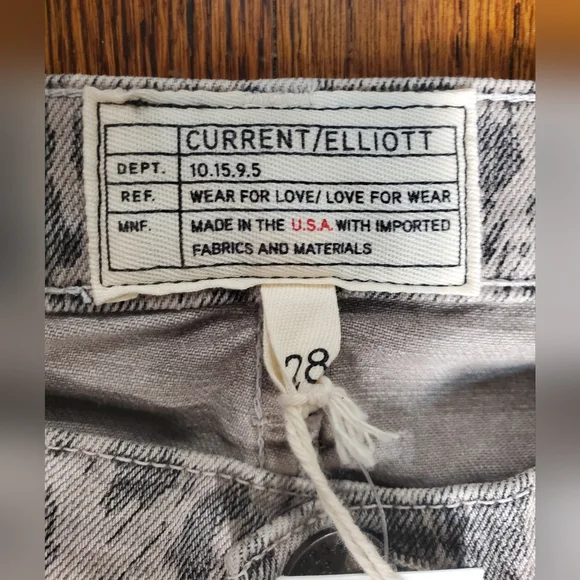 CURRENT/ELLIOTT
DEPT. 10.15.9.5
REF. WEAR FOR LOVE/ LOVE FOR WEAR
MNF. MADE IN THE U.S.A. WITH IMPORTED
FABRICS AND MATERIALS
28